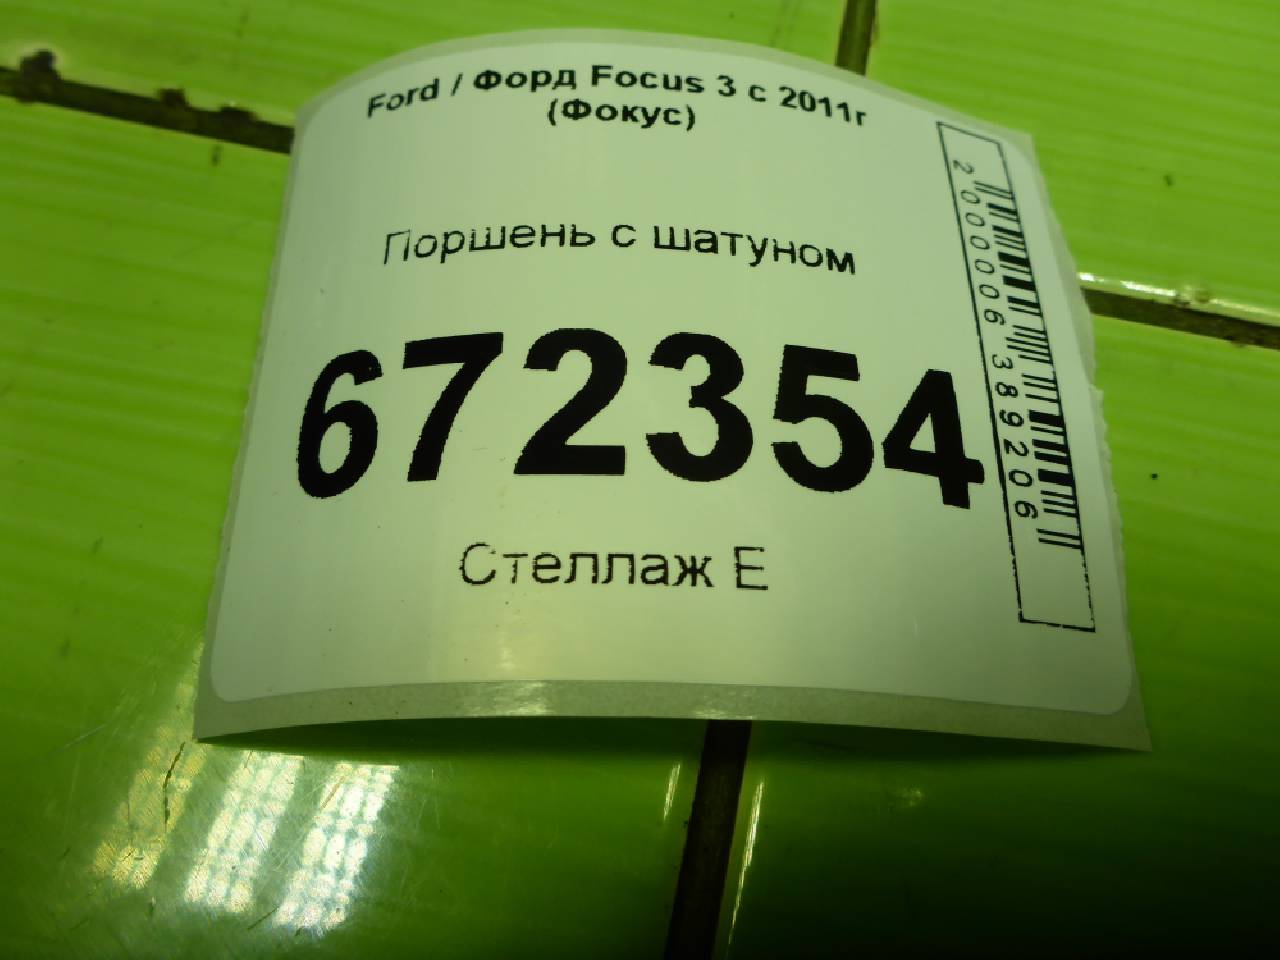 Ford / Форд Focus 3 с 2011г
(Фокус)
Поршень с шатуном
672354
Стеллаж Е
2000006389206